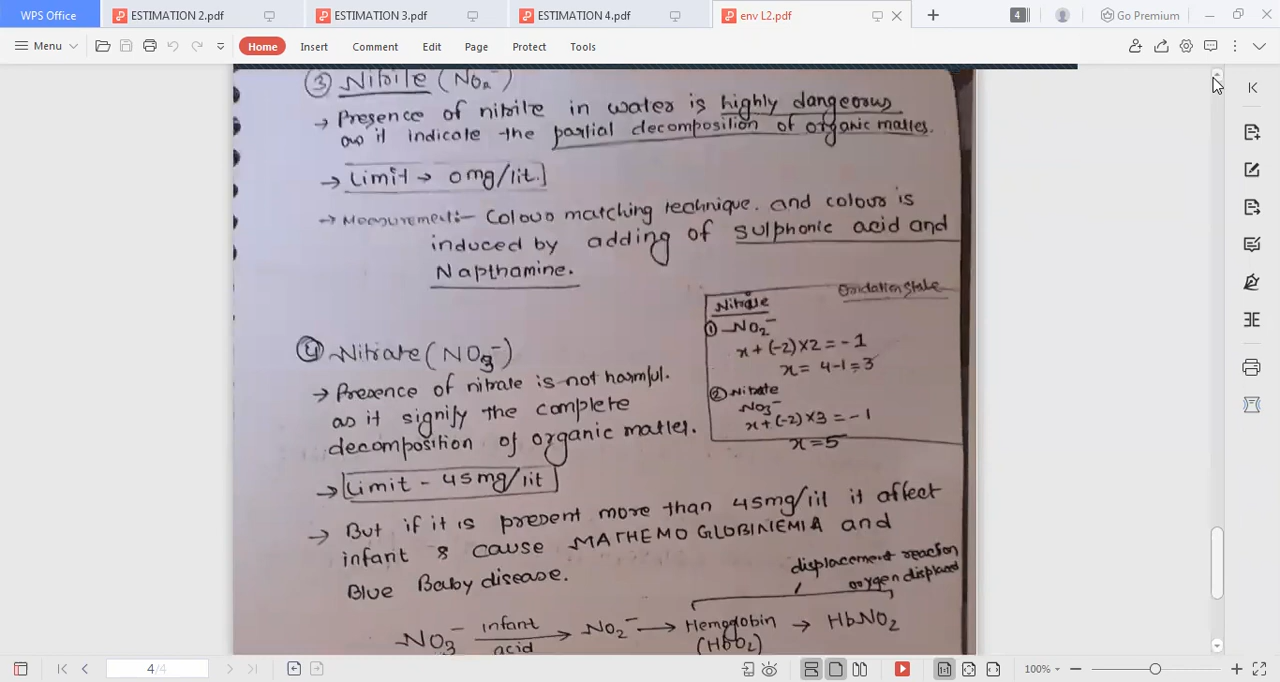 WPS Office
ESTIMATION 2.pdf
ESTIMATION 3.pdf
ESTIMATION 4.pdf
env L2.pdf
4
Go Premium
Menu
Home
Insert
Comment
Edit
Page
Protect
Tools
③ Nitrite (NO2-)
→ Presence of nitrite in water is highly dangeorus
as it indicate the partial decomposition of organic matter.
→ Limit → 0mg/lit.
→ Measurement:- Colour matching technique. and colour is
induced by adding of sulphonic acid and
Napthamine.
Oxidation state
Nitrite
① NO2-
x+(-2)×2 = -1
x = 4-1 = 3
② Nitrate
NO3-
x+(-2)×3 = -1
x = 5
④ Nitrate (NO3-)
→ Presence of nitrate is not harmful.
as it signify the complete
decomposition of organic matter.
→ Limit - 45mg/lit
→ But if it is present more than 45mg/lit it affect
infant & cause MATHEMO GLOBINEMIA and
Blue Baby disease.
displacement reaction
oxygen displaced
NO3- infant acid → NO2- → Hemoglobin (HbO2) → HbNO2
4/4
100%